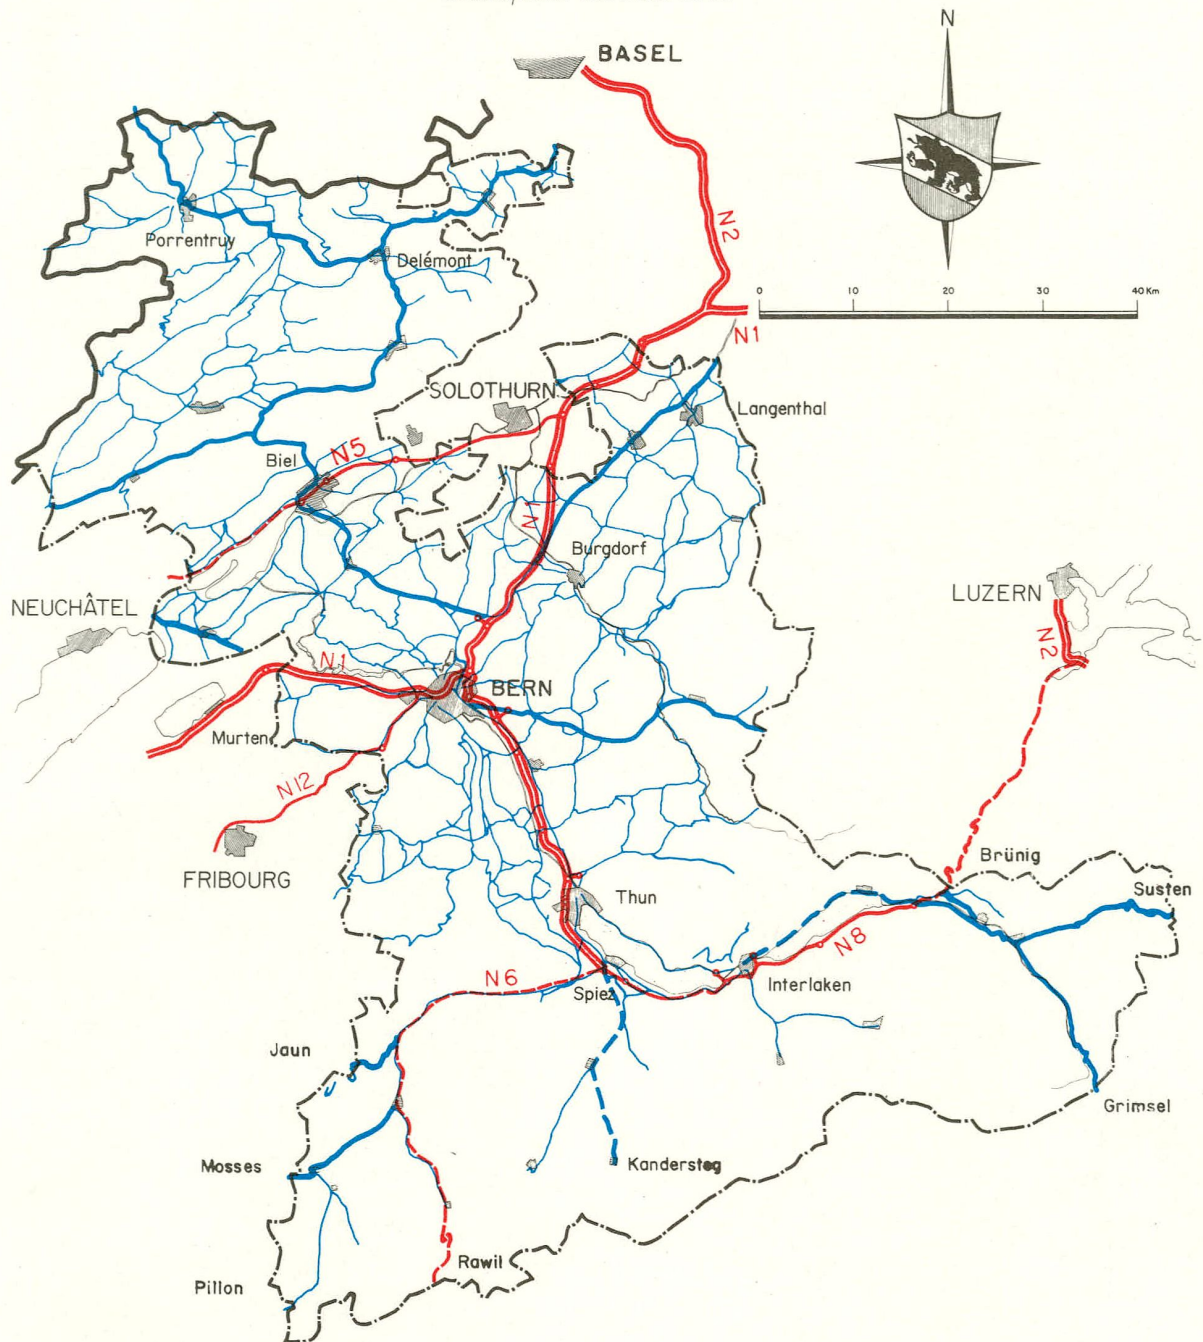 N
BASEL
N2
Porrentruy
Delémont
0 10 20 30 40 Km
N1
SOLOTHURN
Langenthal
Biel
N5
N1
Burgdorf
LUZERN
NEUCHÂTEL
N2
N1
BERN
Murten
N12
FRIBOURG
Brünig
Thun
Susten
N8
N6
Interlaken
Spiez
Jaun
Grimsel
Mosses
Kandersteg
Rawil
Pillon